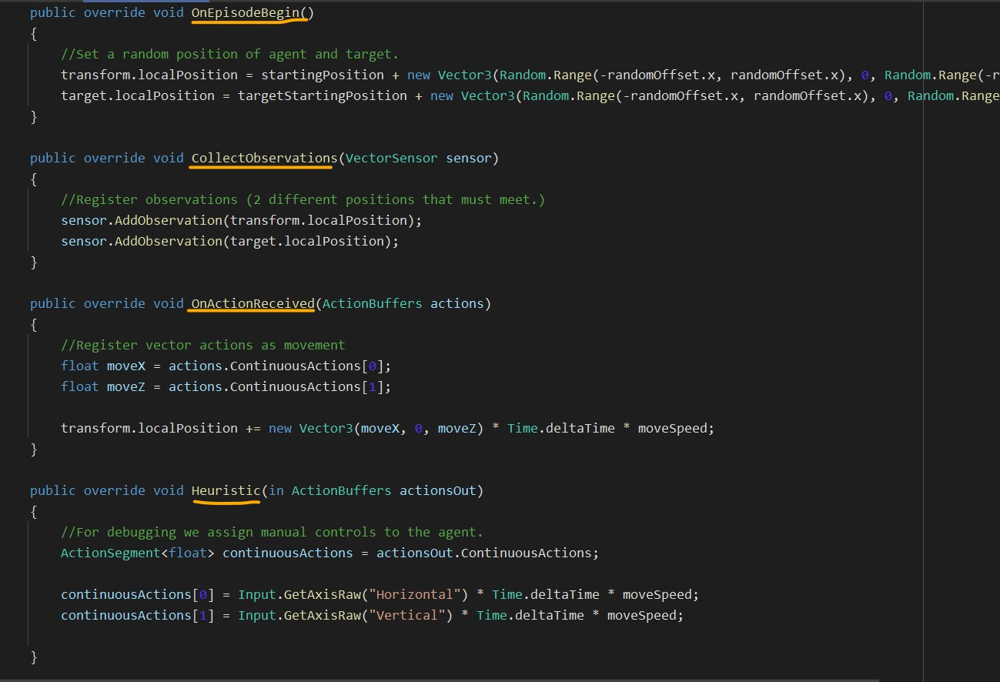 public override void OnEpisodeBegin()
{
//Set a random position of agent and target.
transform.localPosition = startingPosition + new Vector3(Random.Range(-randomOffset.x, randomOffset.x), 0, Random.Range(-r
target.localPosition = targetStartingPosition + new Vector3(Random.Range(-randomOffset.x, randomOffset.x), 0, Random.Range
}
public override void CollectObservations(VectorSensor sensor)
{
//Register observations (2 different positions that must meet.)
sensor.AddObservation(transform.localPosition);
sensor.AddObservation(target.localPosition);
}
public override void OnActionReceived(ActionBuffers actions)
{
//Register vector actions as movement
float moveX = actions.ContinuousActions[0];
float moveZ = actions.ContinuousActions[1];
transform.localPosition += new Vector3(moveX, 0, moveZ) * Time.deltaTime * moveSpeed;
}
public override void Heuristic(in ActionBuffers actionsOut)
{
//For debugging we assign manual controls to the agent.
ActionSegment<float> continuousActions = actionsOut.ContinuousActions;
continuousActions[0] = Input.GetAxisRaw("Horizontal") * Time.deltaTime * moveSpeed;
continuousActions[1] = Input.GetAxisRaw("Vertical") * Time.deltaTime * moveSpeed;
}